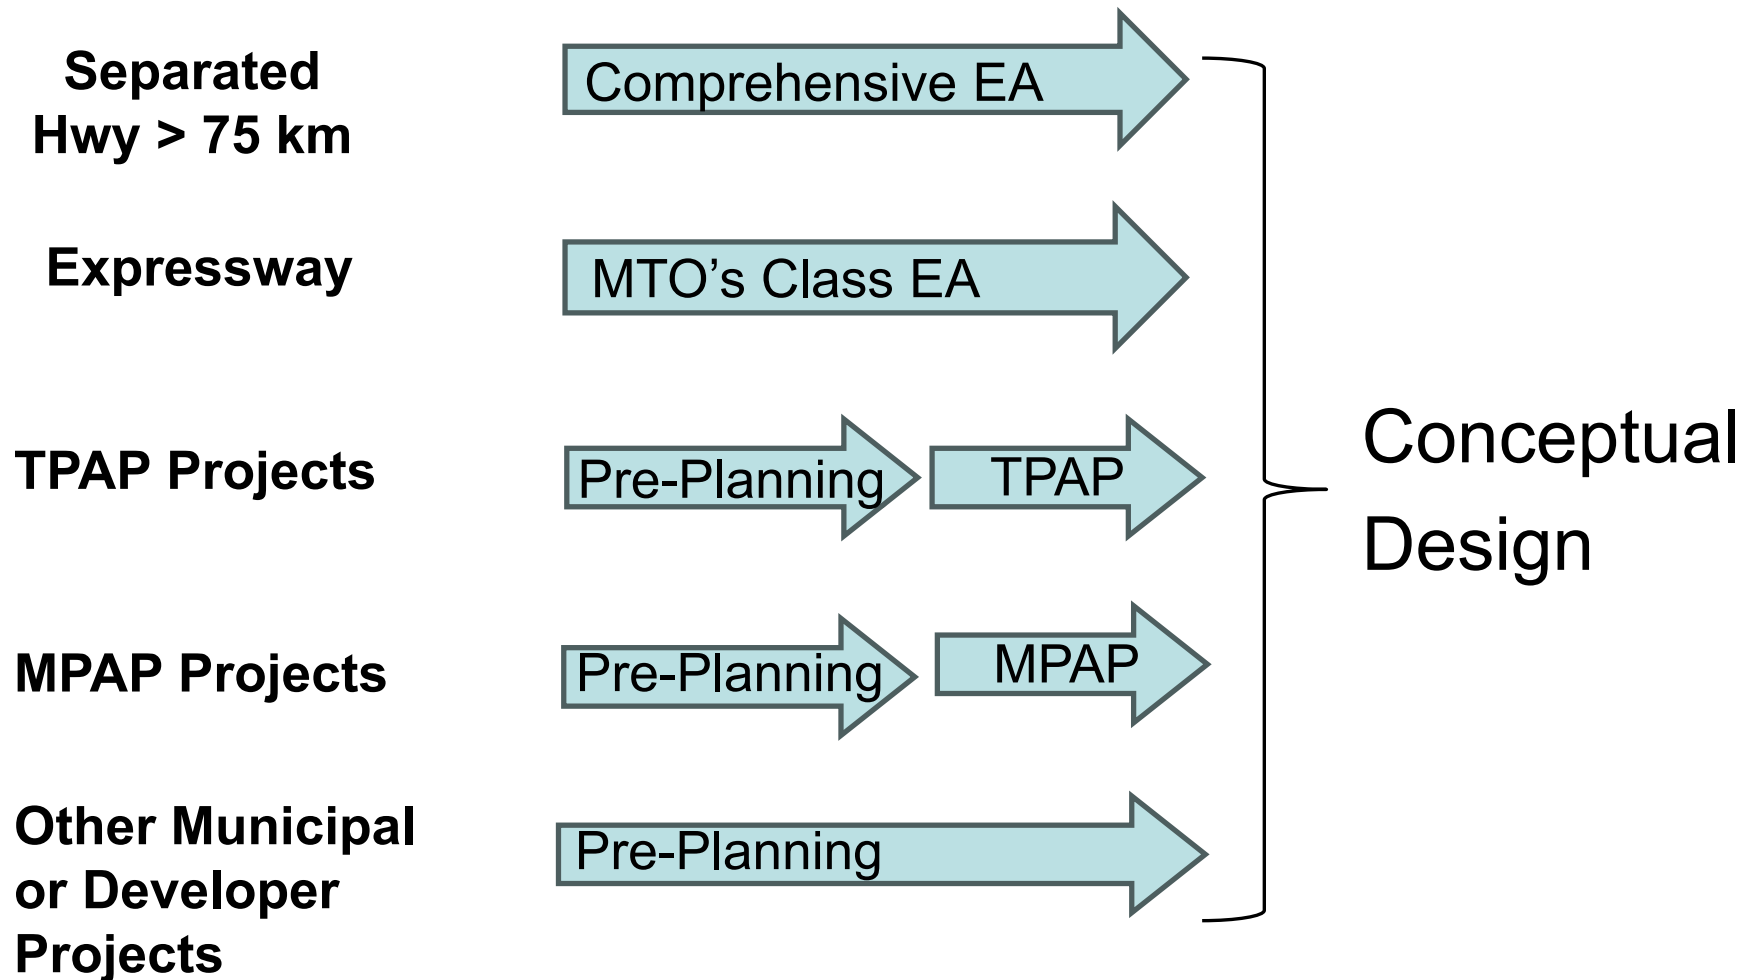 Separated
Hwy > 75 km
Comprehensive EA
Expressway
MTO’s Class EA
TPAP Projects
Pre-Planning
TPAP
MPAP Projects
Pre-Planning
MPAP
Other Municipal
or Developer
Projects
Pre-Planning
Conceptual
Design